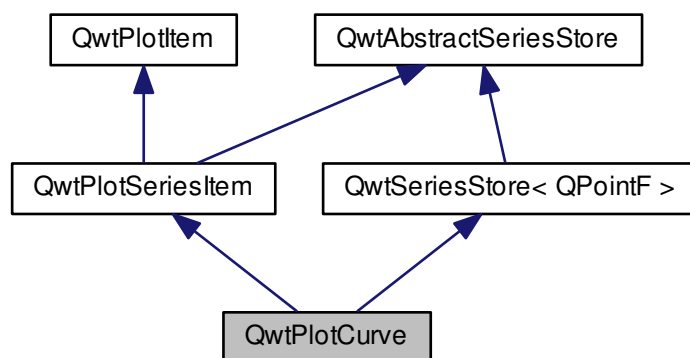 QwtPlotItem
QwtAbstractSeriesStore
QwtPlotSeriesItem
QwtSeriesStore< QPointF >
QwtPlotCurve